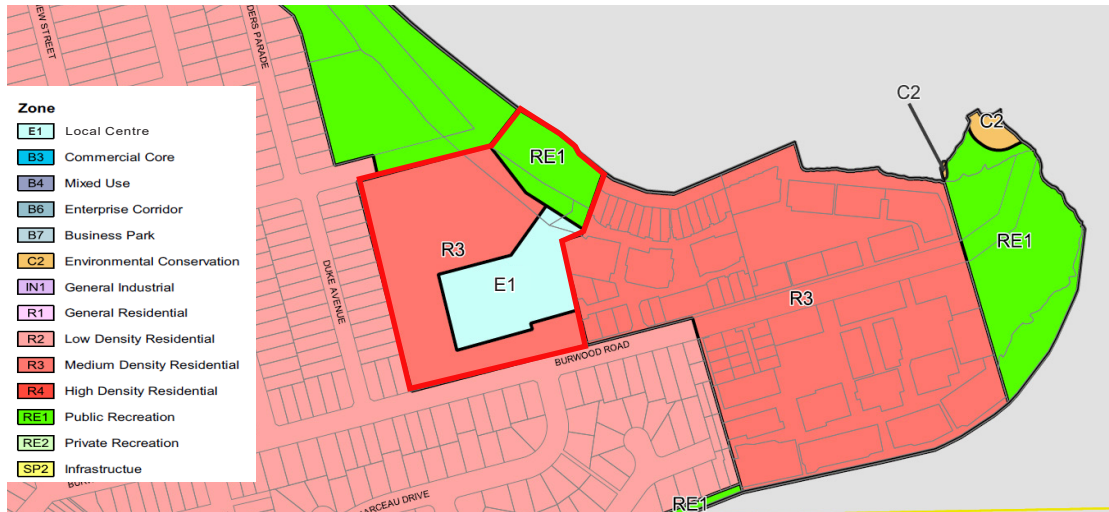 EW STREET
DERS PARADE
Zone
E1 Local Centre
B3 Commercial Core
B4 Mixed Use
B6 Enterprise Corridor
B7 Business Park
C2 Environmental Conservation
IN1 General Industrial
R1 General Residential
R2 Low Density Residential
R3 Medium Density Residential
R4 High Density Residential
RE1 Public Recreation
RE2 Private Recreation
SP2 Infrastructue
C2
C2
RE1
R3
E1
RE1
R3
DUKE AVENUE
BURWOOD ROAD
ARCEAU DRIVE
RE1